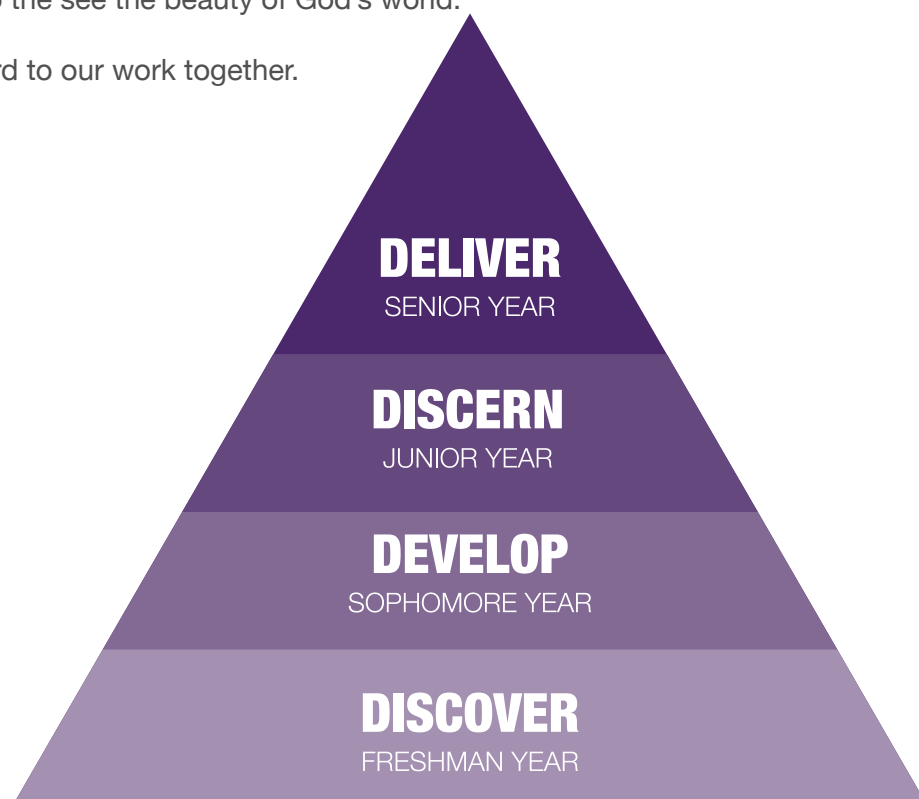 the see the beauty of God's world.
to our work together.
DELIVER
SENIOR YEAR
DISCERN
JUNIOR YEAR
DEVELOP
SOPHOMORE YEAR
DISCOVER
FRESHMAN YEAR